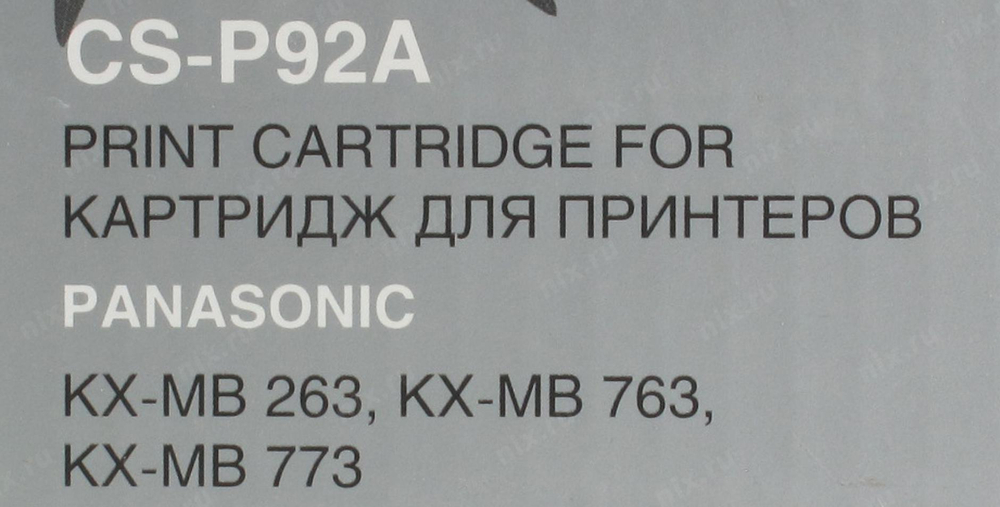 CS-P92A
PRINT CARTRIDGE FOR
КАРТРИДЖ ДЛЯ ПРИНТЕРОВ
PANASONIC
KX-MB 263, KX-MB 763,
KX-MB 773